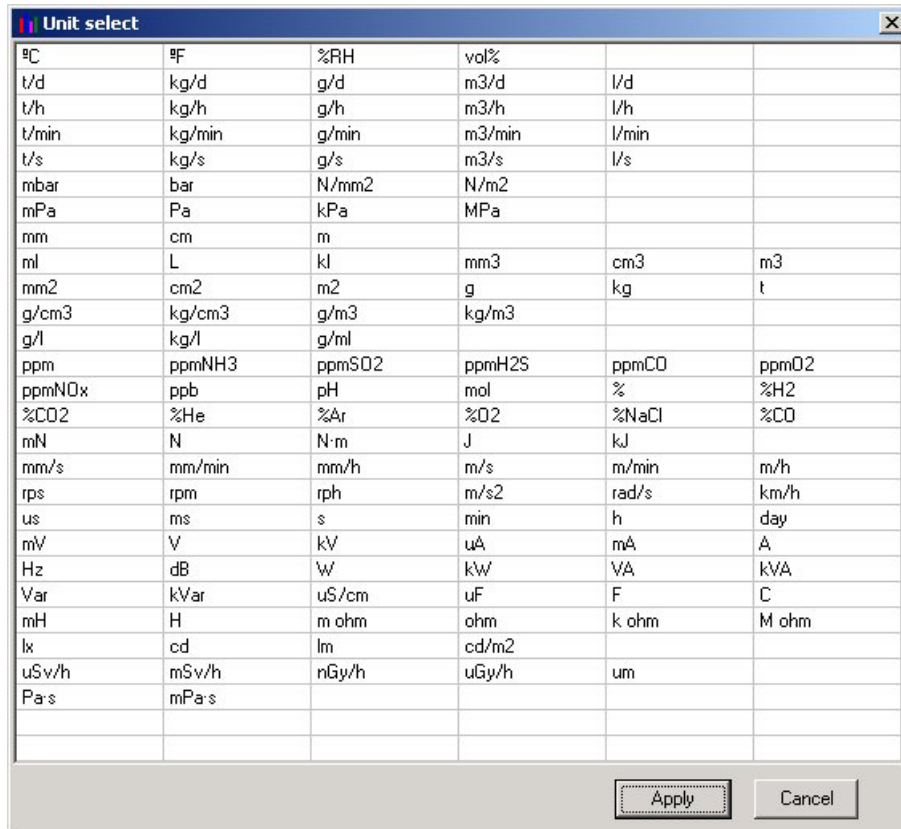 Unit select
ºC ºF %RH vol%
t/d kg/d g/d m3/d l/d
t/h kg/h g/h m3/h l/h
t/min kg/min g/min m3/min l/min
t/s kg/s g/s m3/s l/s
mbar bar N/mm2 N/m2
mPa Pa kPa MPa
mm cm m
ml L kl mm3 cm3 m3
mm2 cm2 m2 g kg t
g/cm3 kg/cm3 g/m3 kg/m3
g/l kg/l g/ml
ppm ppmNH3 ppmSO2 ppmH2S ppmCO ppmO2
ppmNOx ppb pH mol % %H2
%CO2 %He %Ar %O2 %NaCl %CO
mN N N·m J kJ
mm/s mm/min mm/h m/s m/min m/h
rps rpm rph m/s2 rad/s km/h
us ms s min h day
mV V kV uA mA A
Hz dB W kW VA kVA
Var kVar uS/cm uF F C
mH H m ohm ohm k ohm M ohm
lx cd lm cd/m2
uSv/h mSv/h nGy/h uGy/h um
Pa·s mPa·s
Apply Cancel